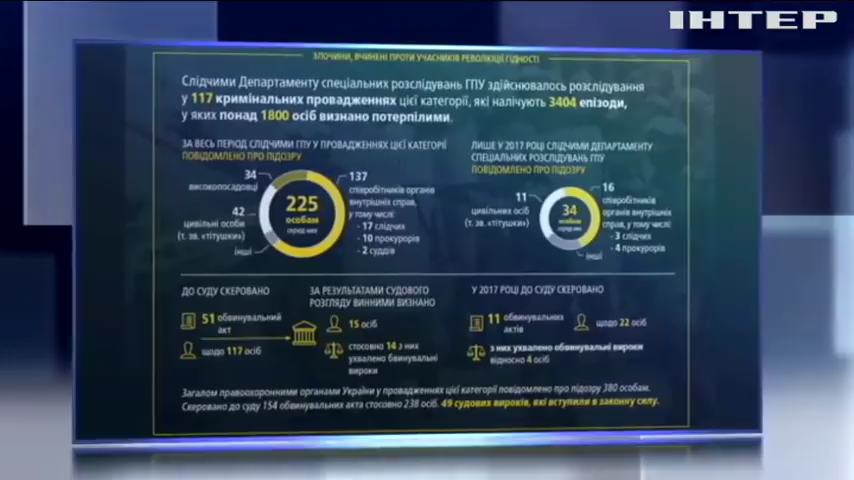 ІНТЕР
ЗЛОЧИНИ, ВЧИНЕНІ ПРОТИ УЧАСНИКІВ РЕВОЛЮЦІЇ ГІДНОСТІ
Слідчими Департаменту спеціальних розслідувань ГПУ здійснювалось розслідування
у 117 кримінальних провадженнях цієї категорії, які налічують 3404 епізоди,
у яких понад 1800 осіб визнано потерпілими.
ЗА ВЕСЬ ПЕРІОД СЛІДЧИМИ ГПУ У ПРОВАДЖЕННЯХ ЦІЄЇ КАТЕГОРІЇ
ПОВІДОМЛЕНО ПРО ПІДОЗРУ
34
високопосадовці
42
цивільні особи
(т. зв. «тітушки»)
інші
225
особам
серед них
137
співробітників органів
внутрішніх справ,
у тому числі:
- 17 слідчих
- 10 прокурорів
- 2 суддів
ЛИШЕ У 2017 РОЦІ СЛІДЧИМИ ДЕПАРТАМЕНТУ
СПЕЦІАЛЬНИХ РОЗСЛІДУВАНЬ ГПУ
ПОВІДОМЛЕНО ПРО ПІДОЗРУ
11
цивільних осіб
(т. зв. «тітушки»)
34
особам
серед них
16
співробітників
органів внутрішніх
справ, у тому числі:
- 3 слідчих
- 4 прокурорів
інші
ДО СУДУ СКЕРОВАНО
51 обвинувальний
акт
щодо 117 осіб
ЗА РЕЗУЛЬТАТАМИ СУДОВОГО
РОЗГЛЯДУ ВИННИМИ ВИЗНАНО
15 осіб
стосовно 14 з них
ухвалено обвинувальні
вироки
У 2017 РОЦІ ДО СУДУ СКЕРОВАНО
11 обвинувальних
актів
щодо 22 осіб
з них ухвалено обвинувальні вироки
відносно 4 осіб
Загалом правоохоронними органами України у провадженнях цієї категорії повідомлено про підозру 380 особам.
Скеровано до суду 154 обвинувальних акта стосовно 238 осіб. 49 судових вироків, які вступили в законну силу.